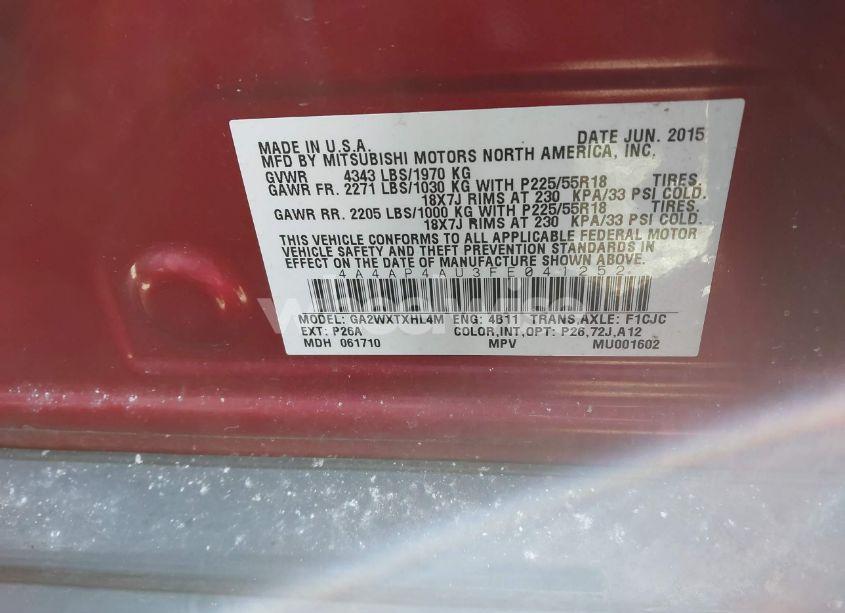 MADE IN U.S.A. DATE JUN. 2015
MFD BY MITSUBISHI MOTORS NORTH AMERICA, INC.
GVWR 4343 LBS/1970 KG
GAWR FR. 2271 LBS/1030 KG WITH P225/55R18 TIRES,
18X7J RIMS AT 230 KPA/33 PSI COLD.
GAWR RR. 2205 LBS/1000 KG WITH P225/55R18 TIRES,
18X7J RIMS AT 230 KPA/33 PSI COLD.
THIS VEHICLE CONFORMS TO ALL APPLICABLE FEDERAL MOTOR
VEHICLE SAFETY AND THEFT PREVENTION STANDARDS IN
EFFECT ON THE DATE OF MANUFACTURE SHOWN ABOVE.
4A4AP4AU3FE041252
MODEL: GA2WXTXHL4M ENG: 4B11 TRANS,AXLE: F1CJC
EXT: P26A COLOR,INT,OPT: P26,72J,A12
MDH 061710 MPV MU001602